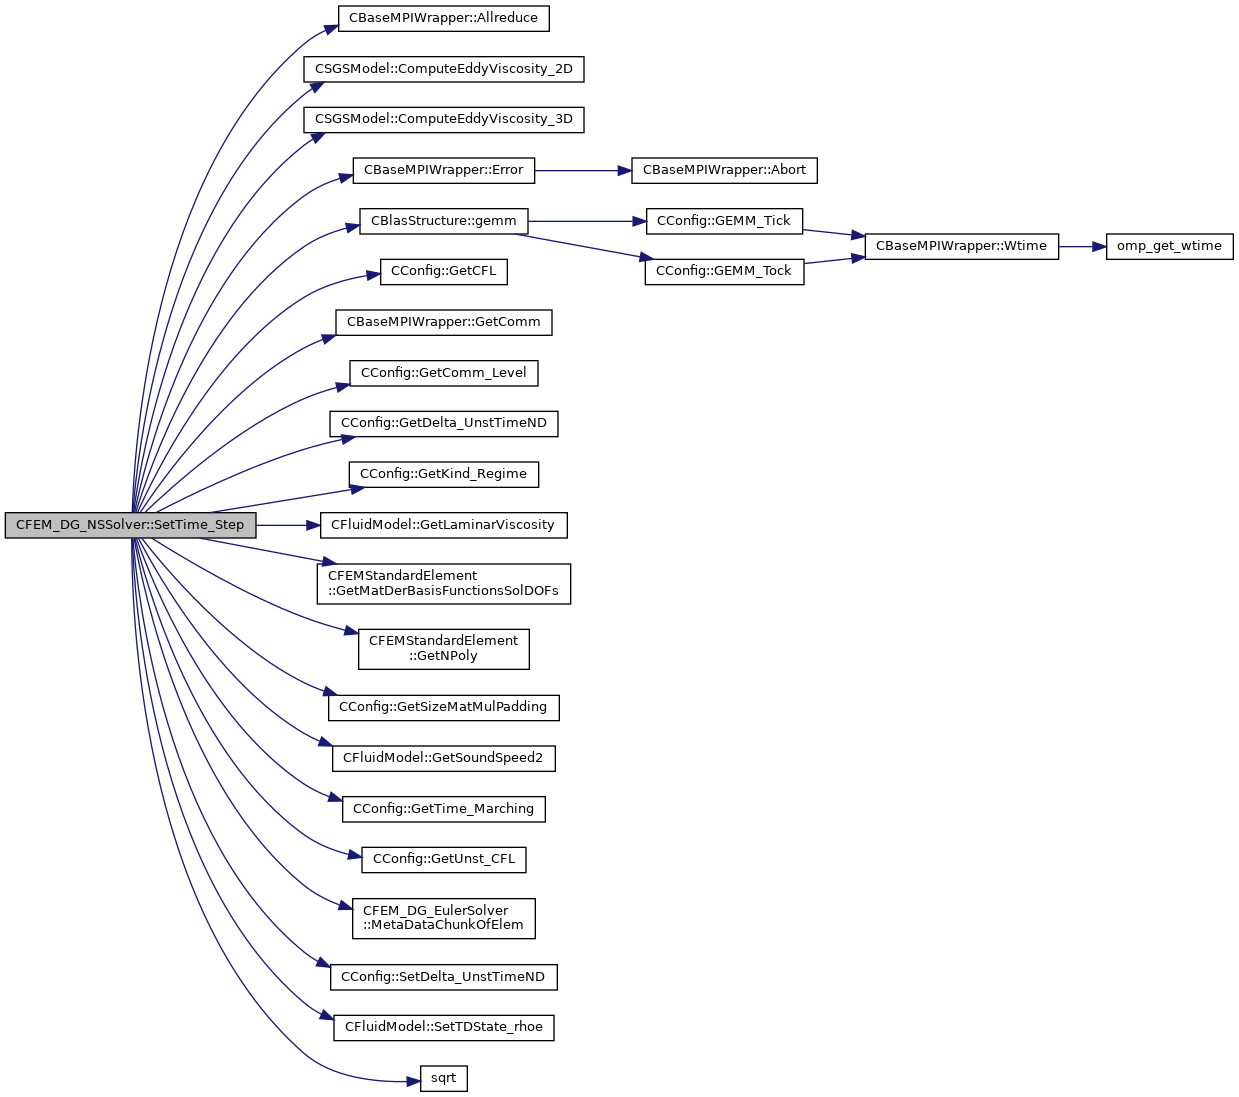 CBaseMPIWrapper::Allreduce
CSGSModel::ComputeEddyViscosity_2D
CSGSModel::ComputeEddyViscosity_3D
CBaseMPIWrapper::Error
CBaseMPIWrapper::Abort
CBlasStructure::gemm
CConfig::GEMM_Tick
CBaseMPIWrapper::Wtime
omp_get_wtime
CConfig::GetCFL
CConfig::GEMM_Tock
CBaseMPIWrapper::GetComm
CConfig::GetComm_Level
CConfig::GetDelta_UnstTimeND
CConfig::GetKind_Regime
CFEM_DG_NSSolver::SetTime_Step
CFluidModel::GetLaminarViscosity
CFEMStandardElement
::GetMatDerBasisFunctionsSolDOFs
CFEMStandardElement
::GetNPoly
CConfig::GetSizeMatMulPadding
CFluidModel::GetSoundSpeed2
CConfig::GetTime_Marching
CConfig::GetUnst_CFL
CFEM_DG_EulerSolver
::MetaDataChunkOfElem
CConfig::SetDelta_UnstTimeND
CFluidModel::SetTDState_rhoe
sqrt